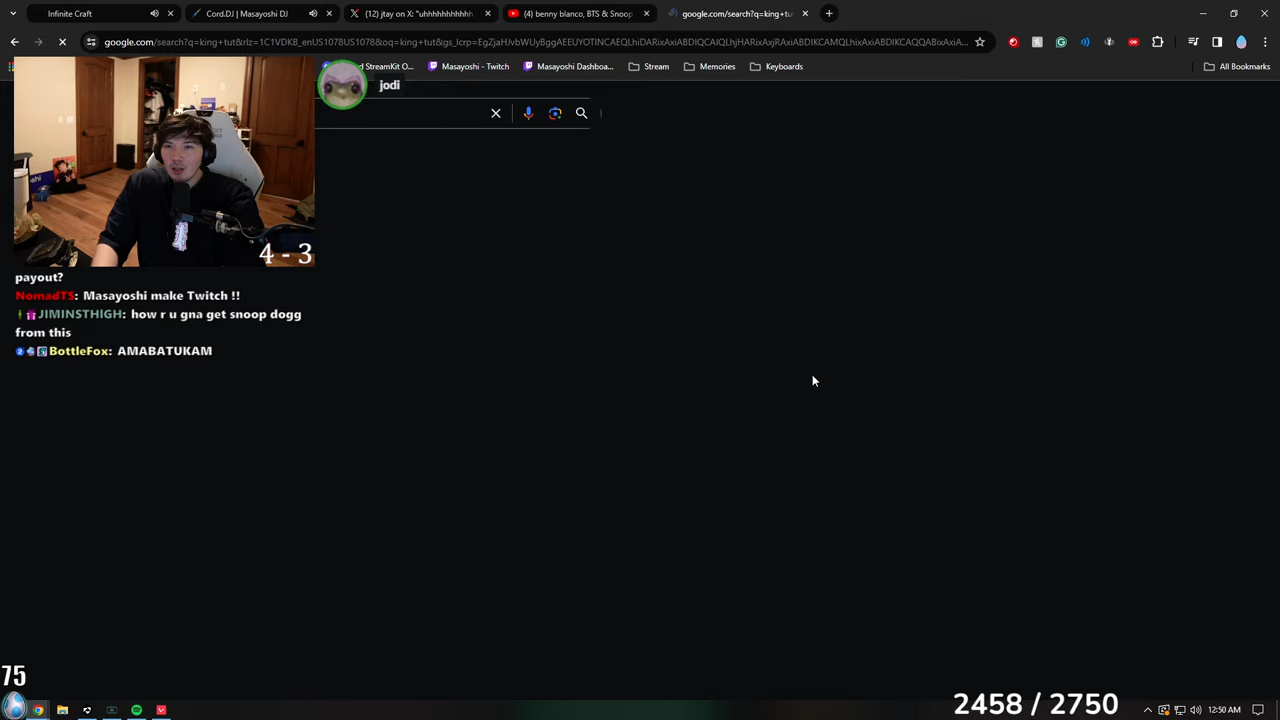 Infinite Craft
Cord.DJ | Masayoshi DJ
(12) jtay on X: "uhhhhhhhhhh
(4) benny blanco, BTS & Snoop
google.com/search?q=king+tu
google.com/search?q=king+tut&rlz=1C1VDKB_enUS1078US1078&oq=king+tut&gs_lcrp=
d StreamKit O...
Masayoshi - Twitch
Masayoshi Dashboa...
Stream
Memories
Keyboards
All Bookmarks
jodi
4 - 3
payout?
NomadTS: Masayoshi make Twitch !!
JIMINSTHIGH: how r u gna get snoop dogg
from this
BottleFox: AMABATUKAM
75
2458 / 2750
12:50 AM